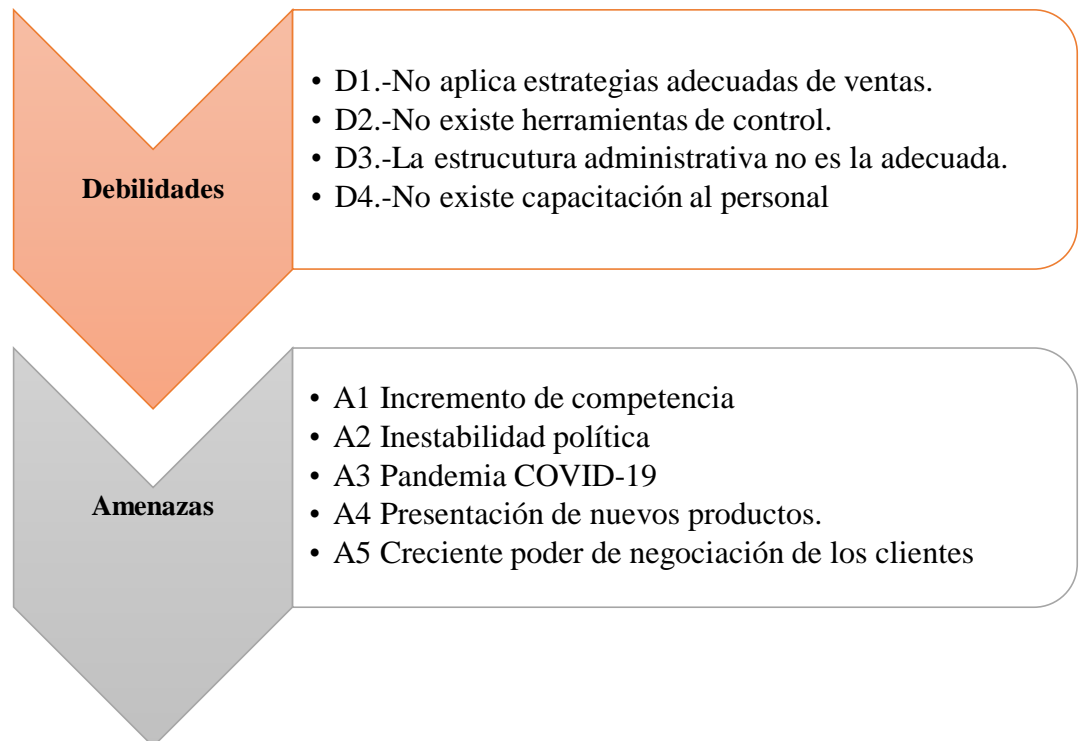 Debilidades
• D1.-No aplica estrategias adecuadas de ventas.
• D2.-No existe herramientas de control.
• D3.-La estrucutura administrativa no es la adecuada.
• D4.-No existe capacitación al personal
Amenazas
• A1 Incremento de competencia
• A2 Inestabilidad política
• A3 Pandemia COVID-19
• A4 Presentación de nuevos productos.
• A5 Creciente poder de negociación de los clientes